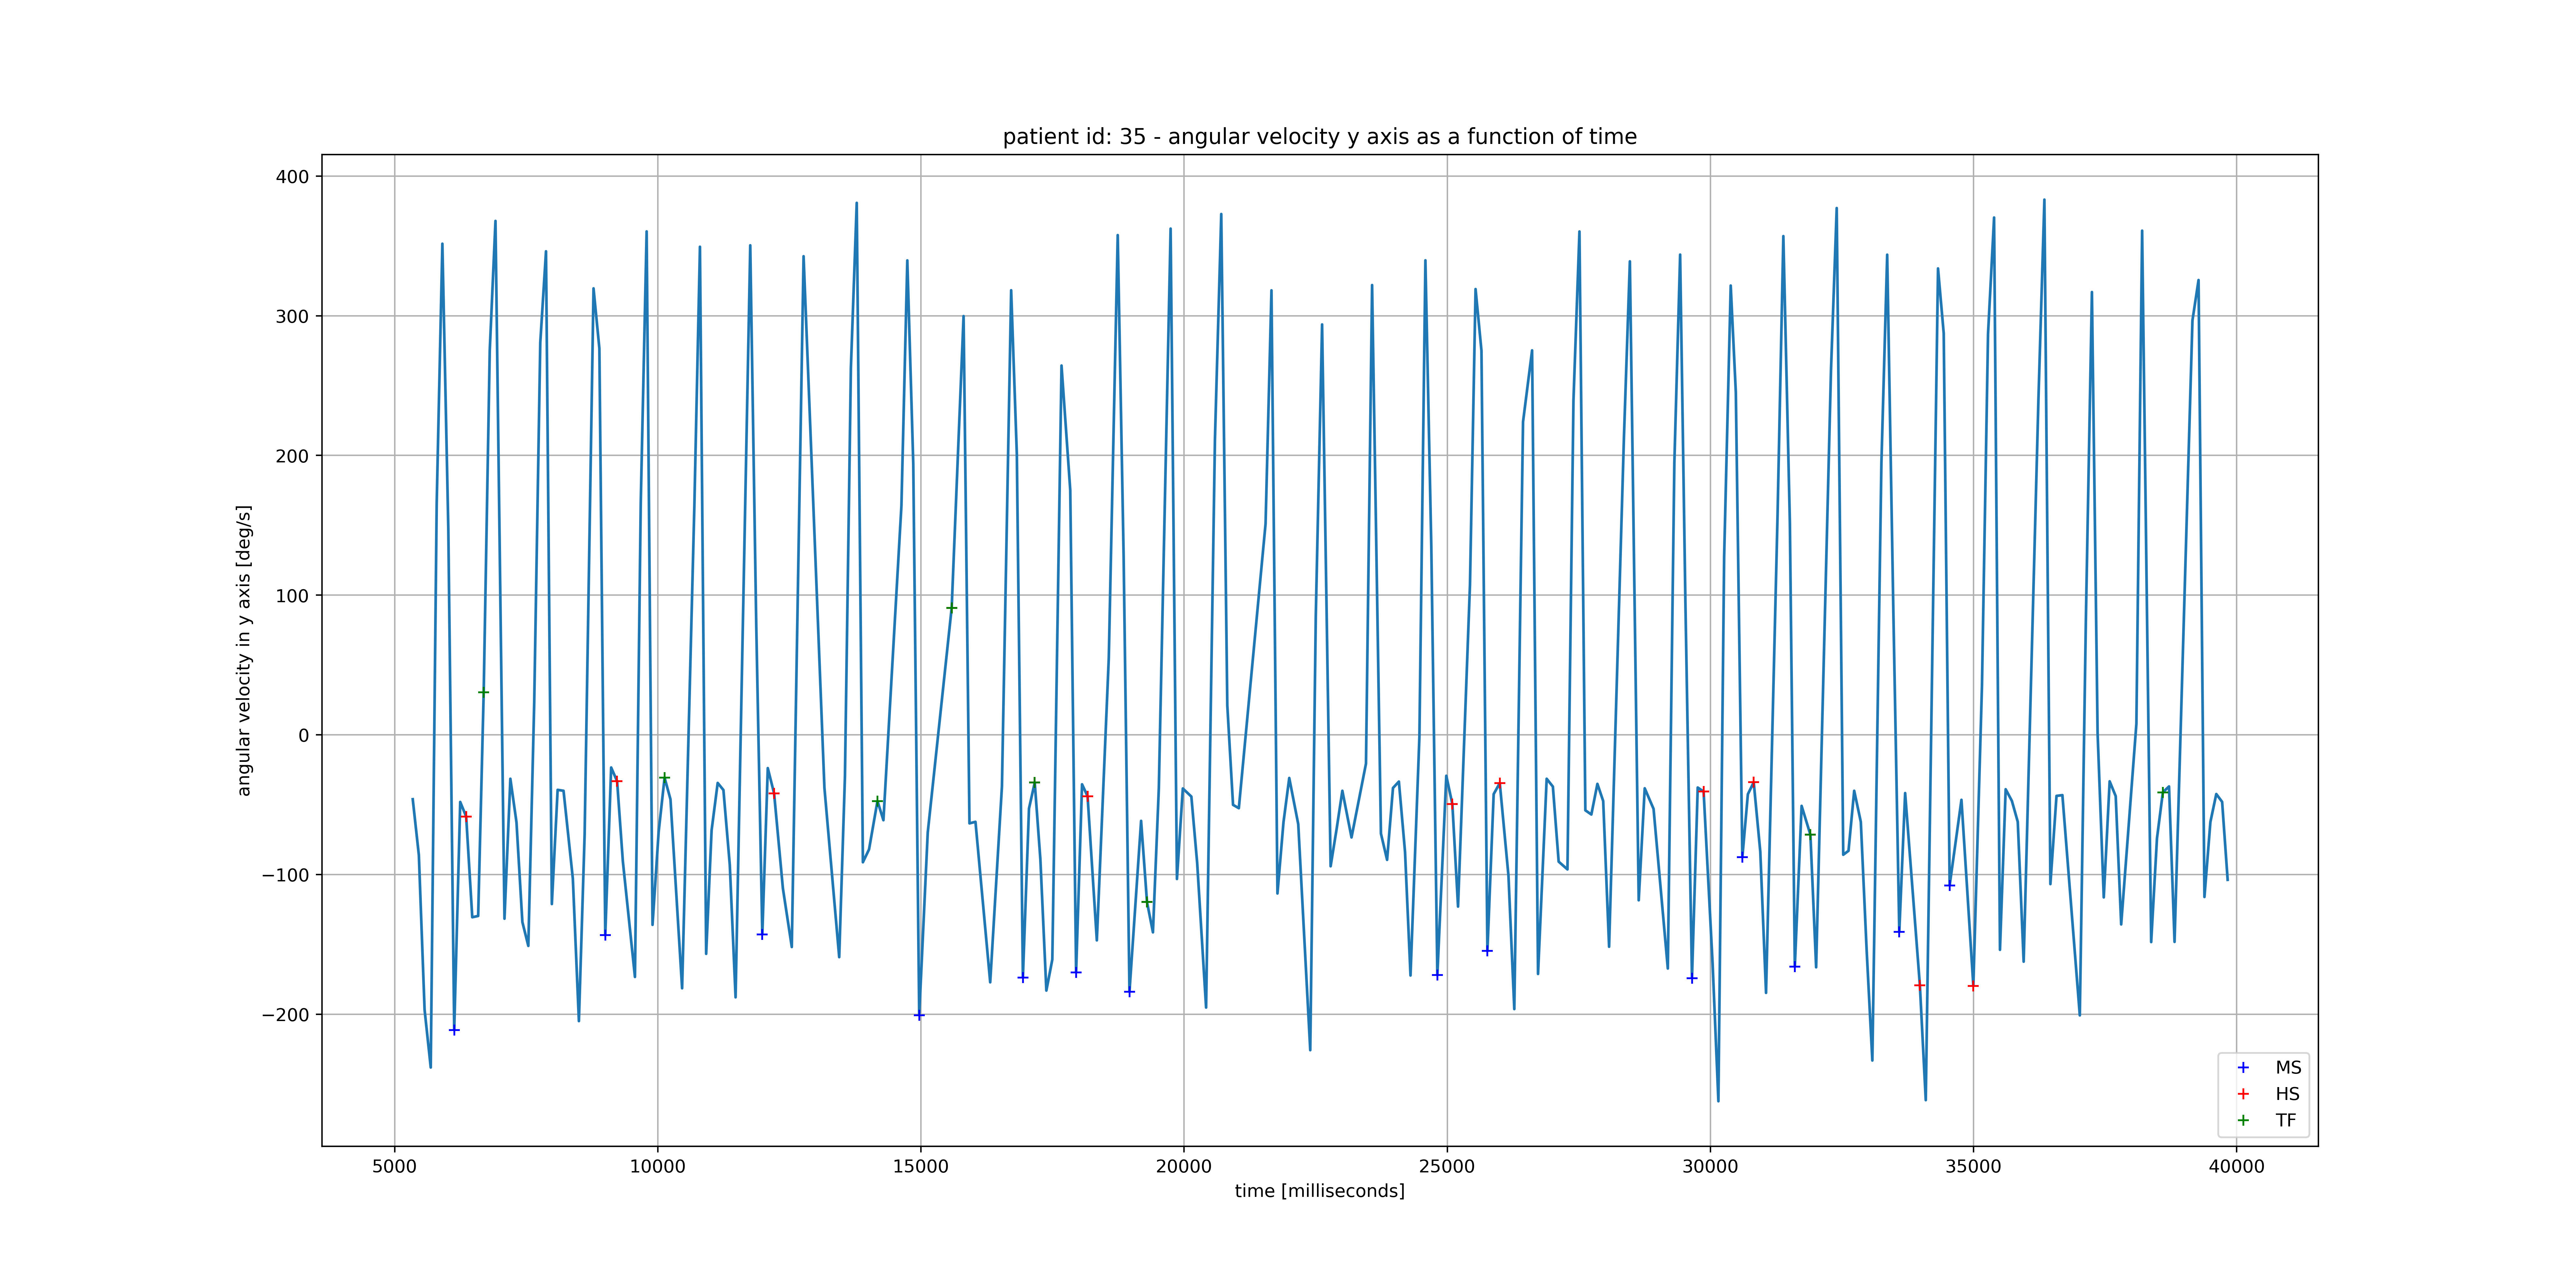 patient id: 35 - angular velocity y axis as a function of time
angular velocity in y axis [deg/s]
400
300
200
100
0
−100
−200
5000
10000
15000
20000
25000
30000
35000
40000
time [milliseconds]
MS
HS
TF